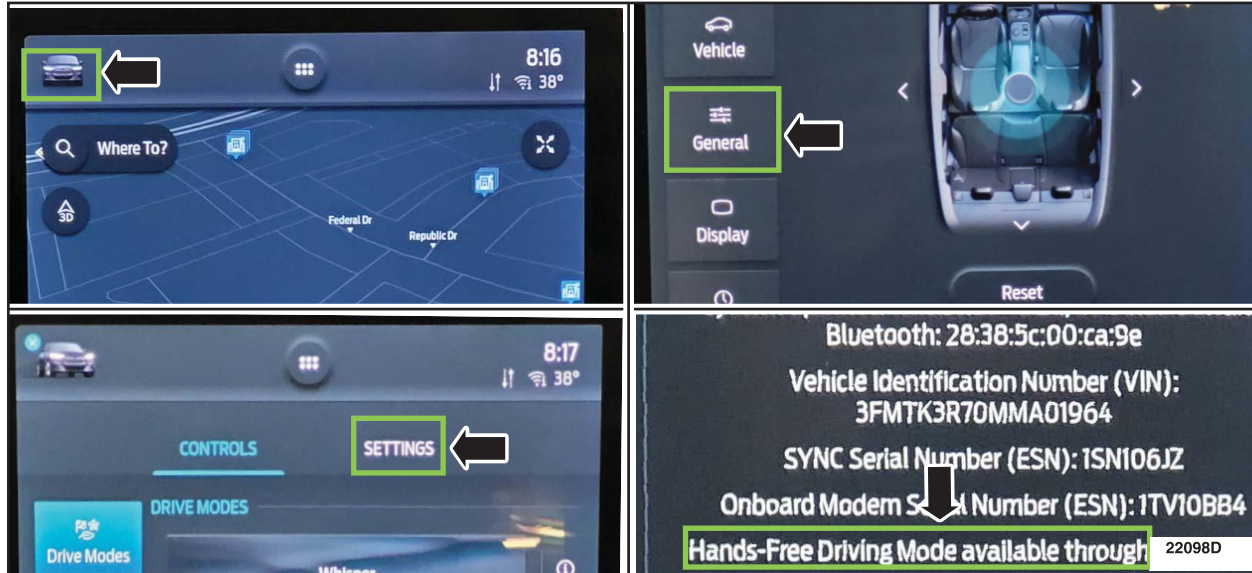 8:16
38°
Where To?
3D
Federal Dr
Republic Dr
Vehicle
General
Display
Reset
8:17
38°
CONTROLS
SETTINGS
DRIVE MODES
Drive Modes
Whisper
Bluetooth: 28:38:5c:00:ca:9e
Vehicle Identification Number (VIN):
3FMTK3R70MMA01964
SYNC Serial Number (ESN): 1SN106JZ
Onboard Modem Number (ESN): 1TV10BB4
Hands-Free Driving Mode available through
22098D